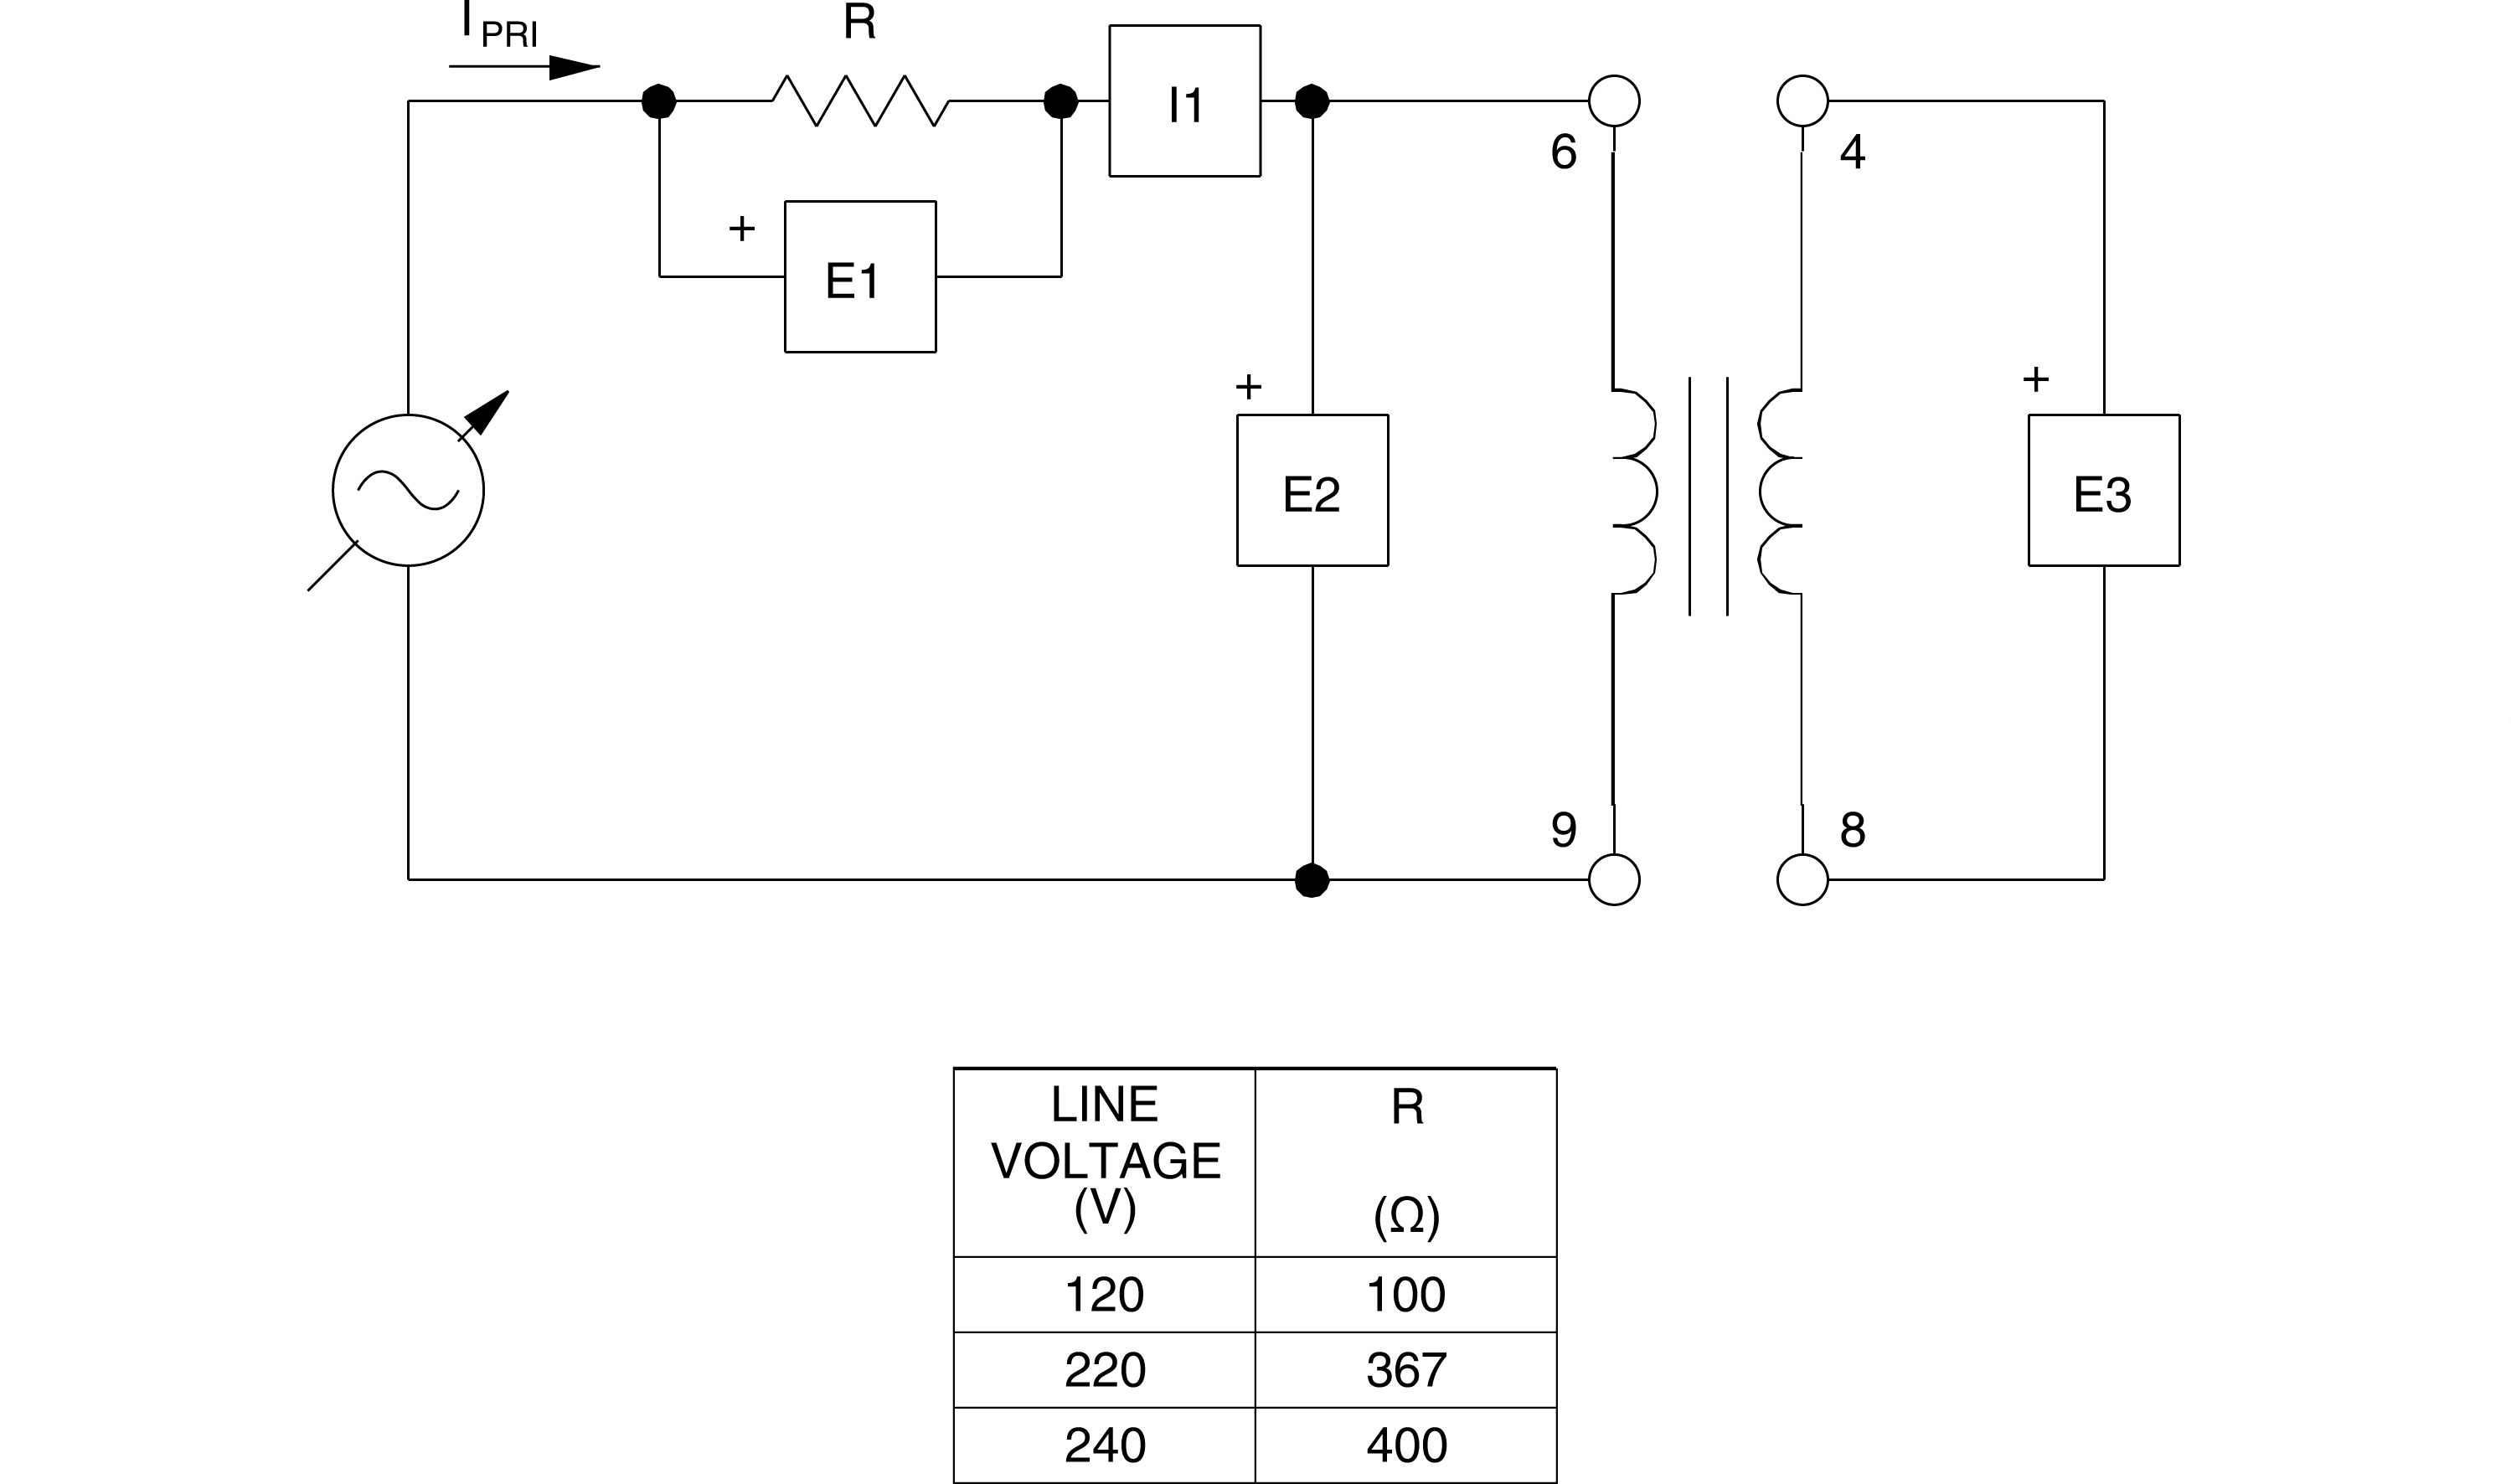 I PRI
R
I1
6
4
+
E1
+
+
E2
E3
9
8
LINE VOLTAGE (V)
R (Ω)
120 100
220 367
240 400